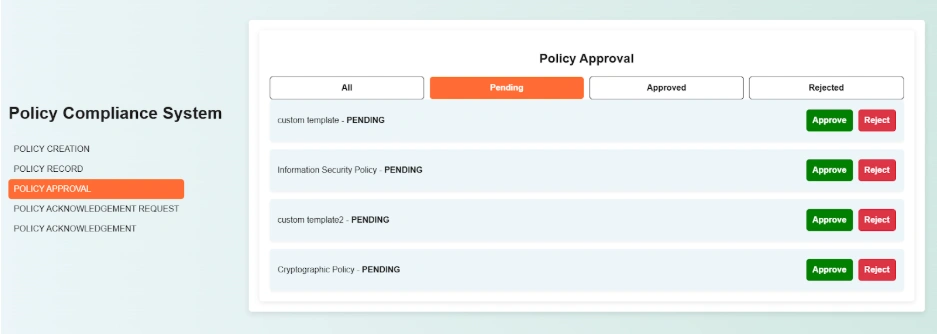 Policy Compliance System
POLICY CREATION
POLICY RECORD
POLICY APPROVAL
POLICY ACKNOWLEDGEMENT REQUEST
POLICY ACKNOWLEDGEMENT
Policy Approval
All Pending Approved Rejected
custom template - PENDING Approve Reject
Information Security Policy - PENDING Approve Reject
custom template2 - PENDING Approve Reject
Cryptographic Policy - PENDING Approve Reject